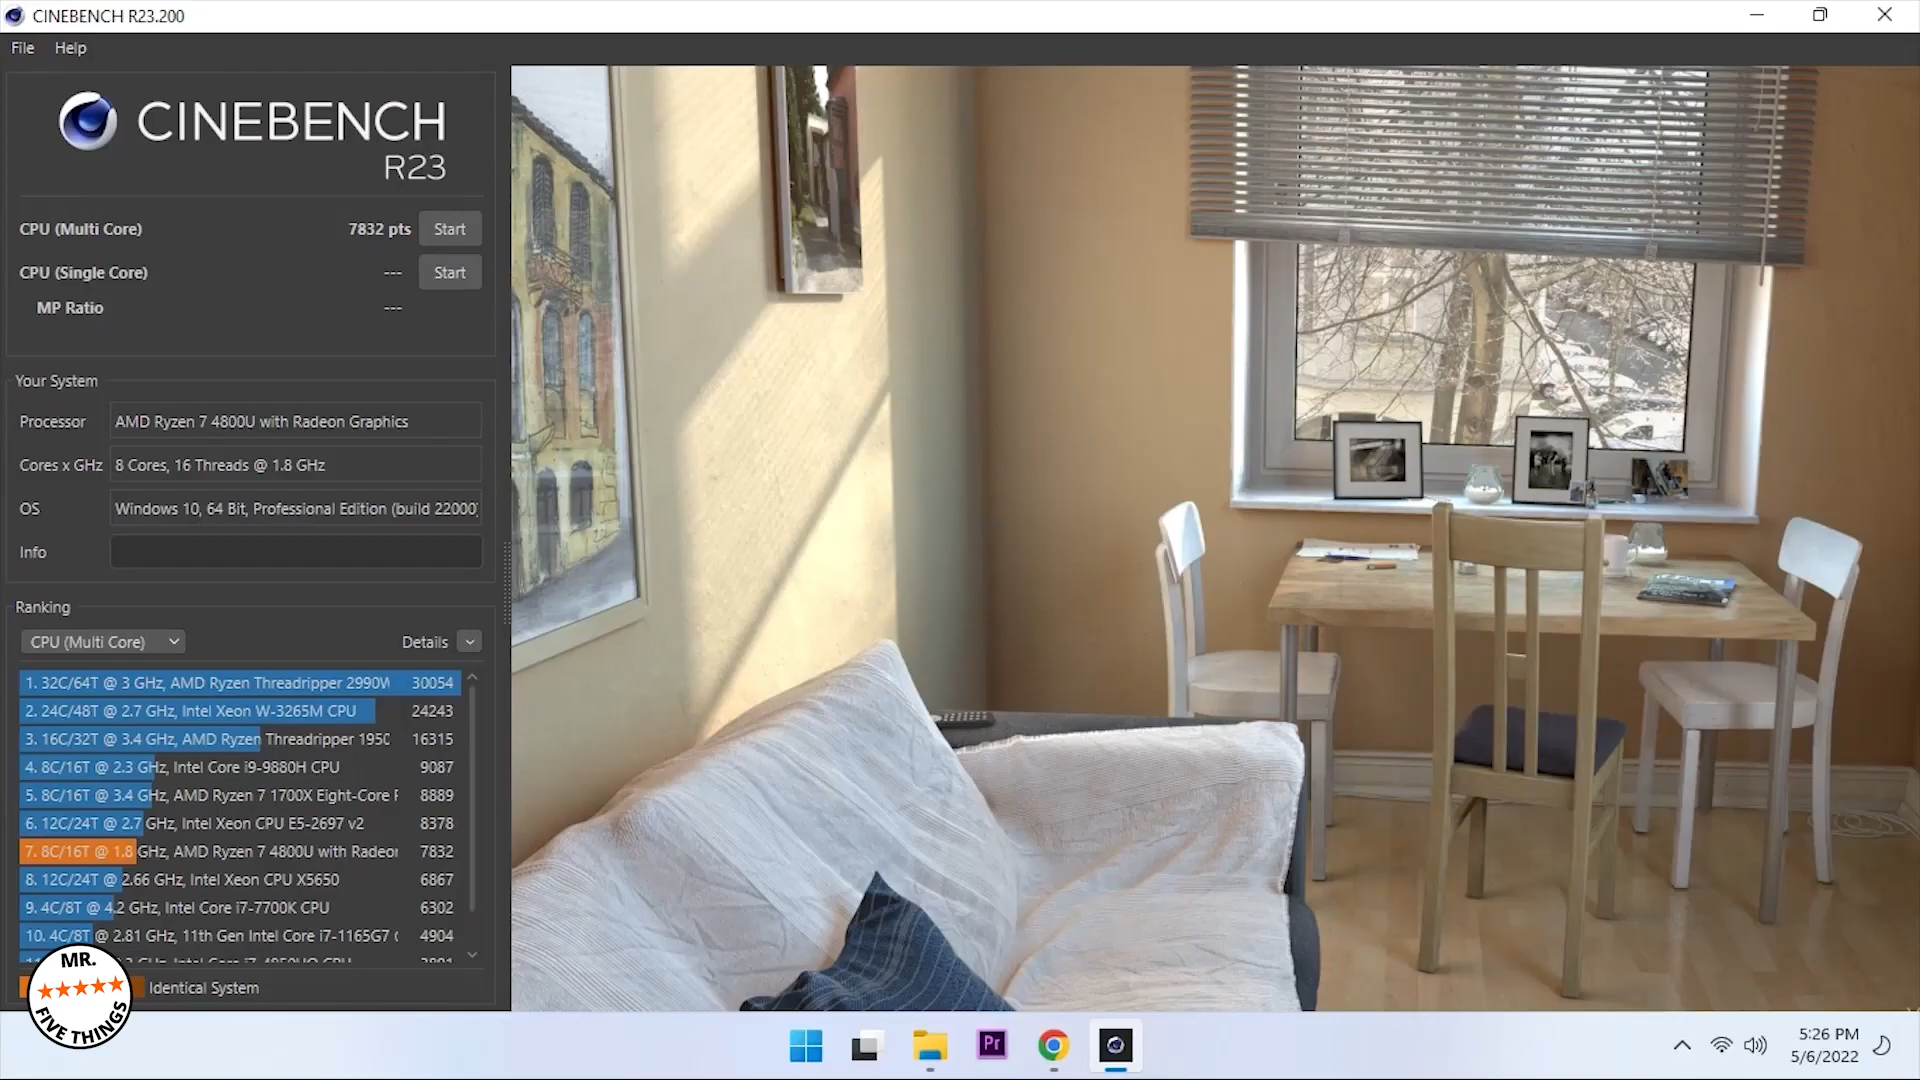 CINEBENCH R23.200
File Help
CINEBENCH
R23
CPU (Multi Core) 7832 pts Start
CPU (Single Core) --- Start
MP Ratio ---
Your System
Processor AMD Ryzen 7 4800U with Radeon Graphics
Cores x GHz 8 Cores, 16 Threads @ 1.8 GHz
OS Windows 10, 64 Bit, Professional Edition (build 22000)
Info
Ranking
CPU (Multi Core) Details
1. 32C/64T @ 3 GHz, AMD Ryzen Threadripper 2990W 30054
2. 24C/48T @ 2.7 GHz, Intel Xeon W-3265M CPU 24243
3. 16C/32T @ 3.4 GHz, AMD Ryzen Threadripper 1950 16315
4. 8C/16T @ 2.3 GHz, Intel Core i9-9880H CPU 9087
5. 8C/16T @ 3.4 GHz, AMD Ryzen 7 1700X Eight-Core 8889
6. 12C/24T @ 2.7 GHz, Intel Xeon CPU E5-2697 v2 8378
7. 8C/16T @ 1.8 GHz, AMD Ryzen 7 4800U with Radeo 7832
8. 12C/24T @ 2.66 GHz, Intel Xeon CPU X5650 6867
9. 4C/8T @ 4.2 GHz, Intel Core i7-7700K CPU 6302
10. 4C/8T @ 2.81 GHz, 11th Gen Intel Core i7-1165G7 4904
Identical System
MR.
FIVE THINGS
Pr
5:26 PM
5/6/2022